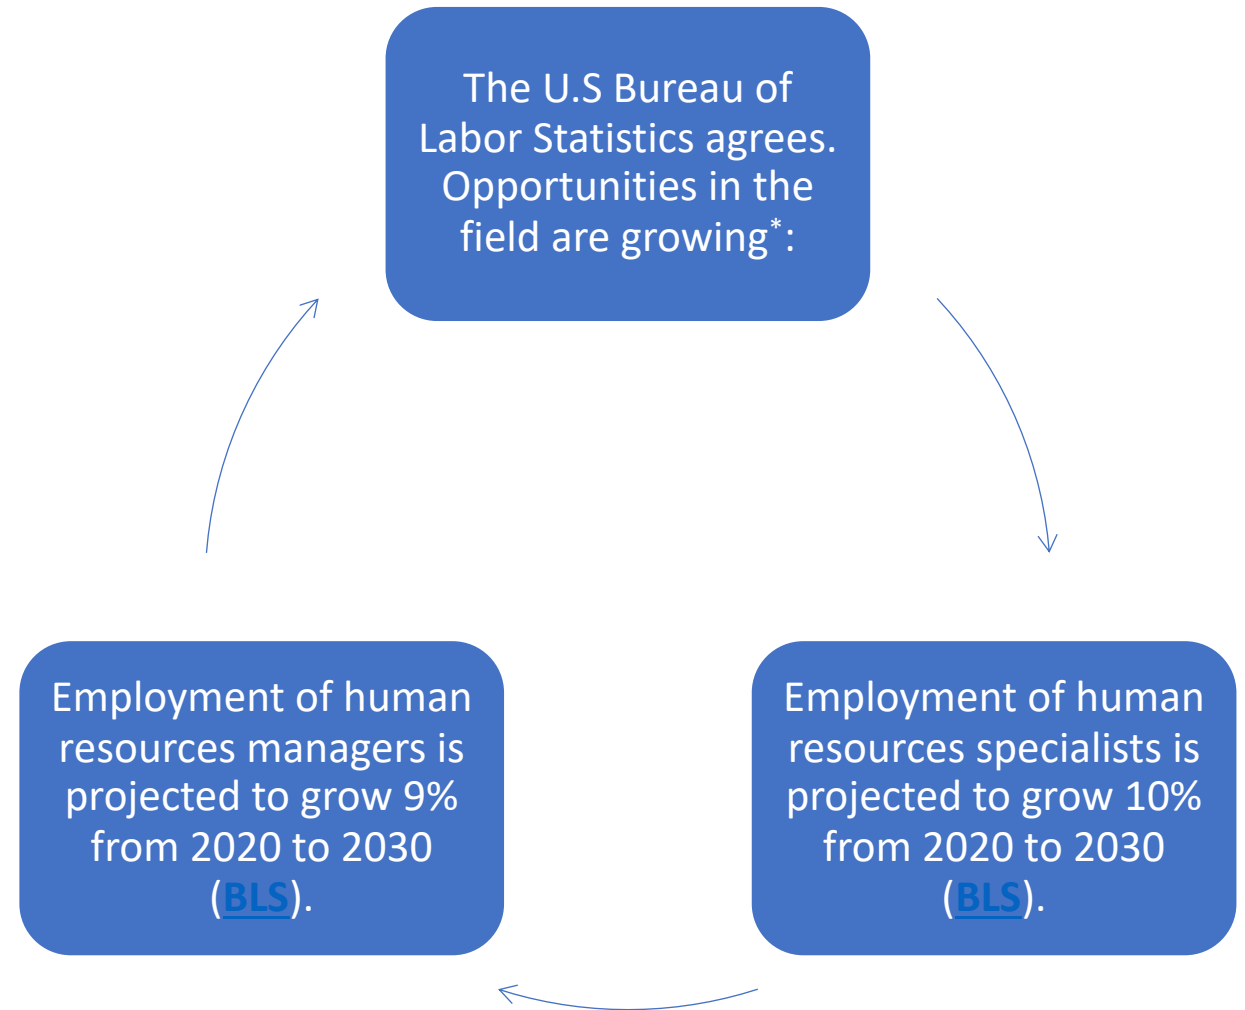 The U.S Bureau of
Labor Statistics agrees.
Opportunities in the
field are growing*:
Employment of human
resources specialists is
projected to grow 10%
from 2020 to 2030
(BLS).
Employment of human
resources managers is
projected to grow 9%
from 2020 to 2030
(BLS).